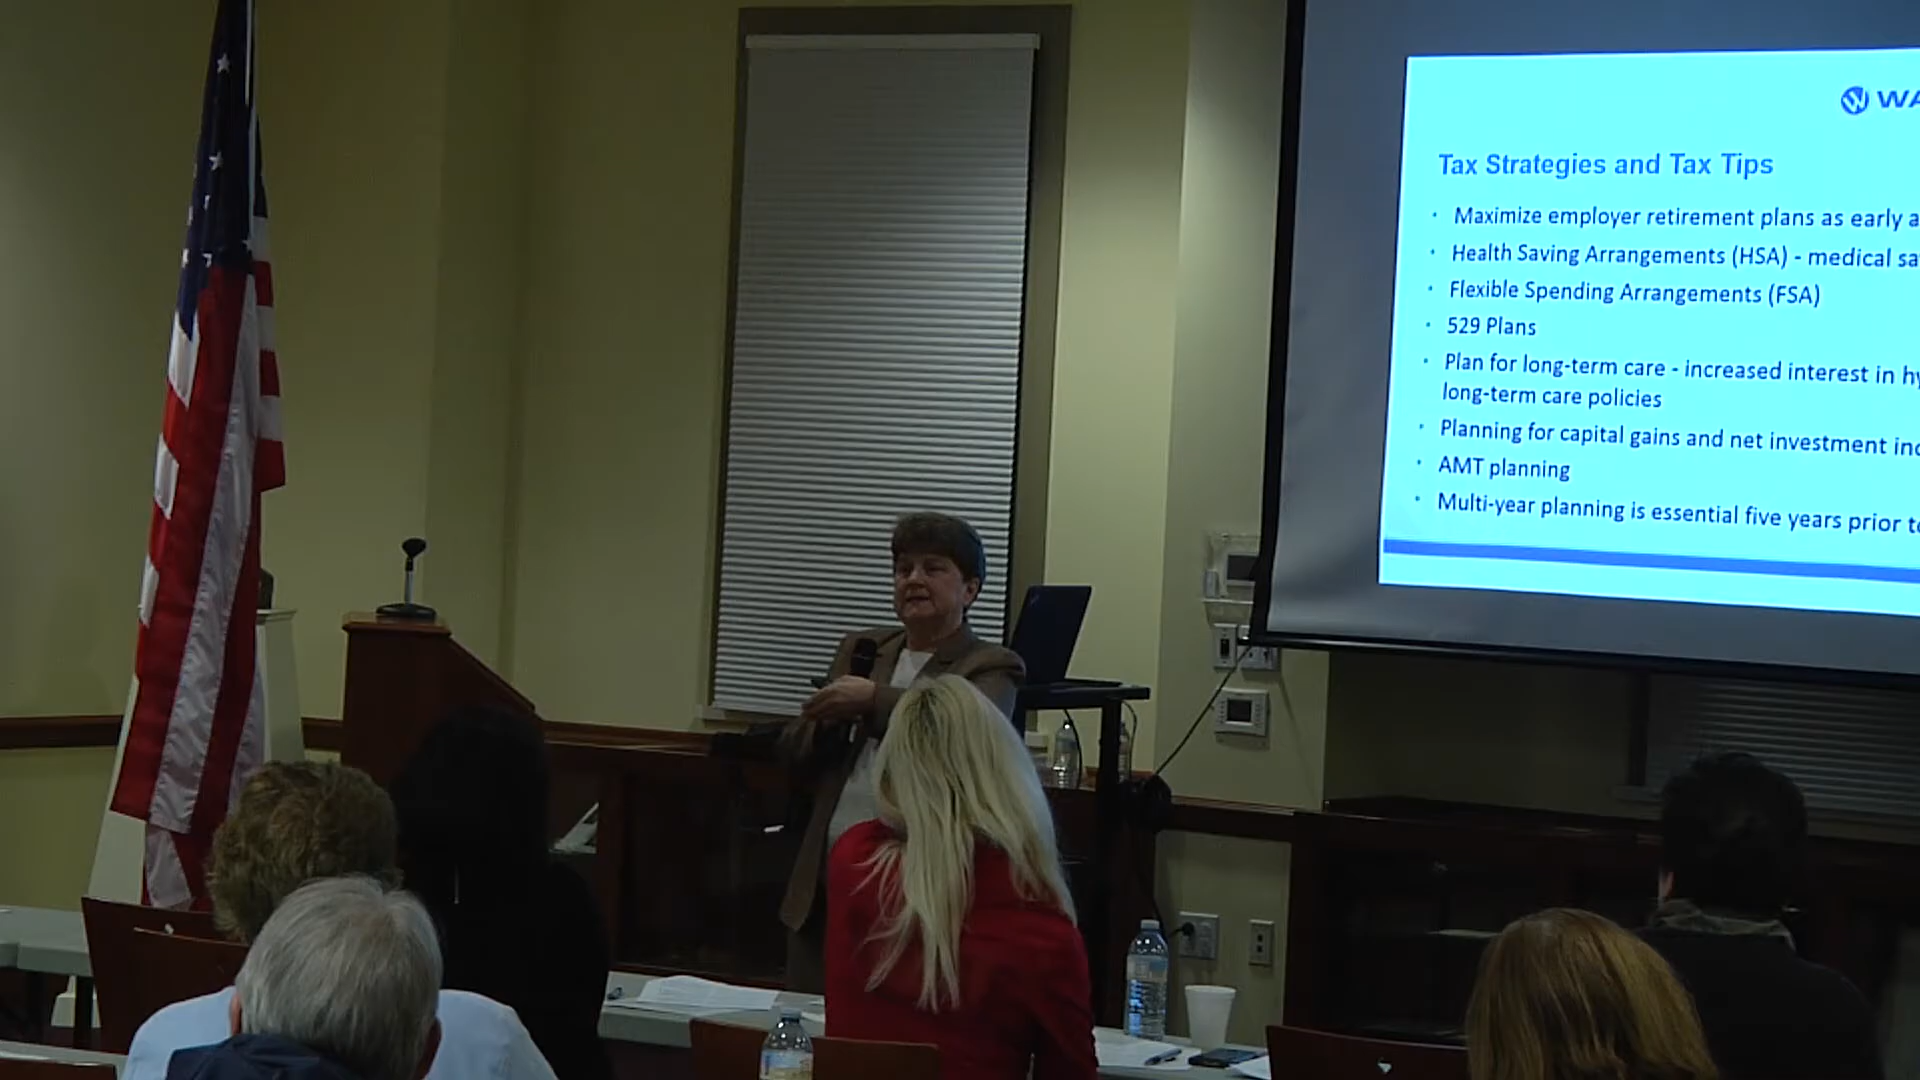 WA
Tax Strategies and Tax Tips
• Maximize employer retirement plans as early a
• Health Saving Arrangements (HSA) - medical sa
• Flexible Spending Arrangements (FSA)
• 529 Plans
• Plan for long-term care - increased interest in hy
long-term care policies
• Planning for capital gains and net investment inc
• AMT planning
• Multi-year planning is essential five years prior to